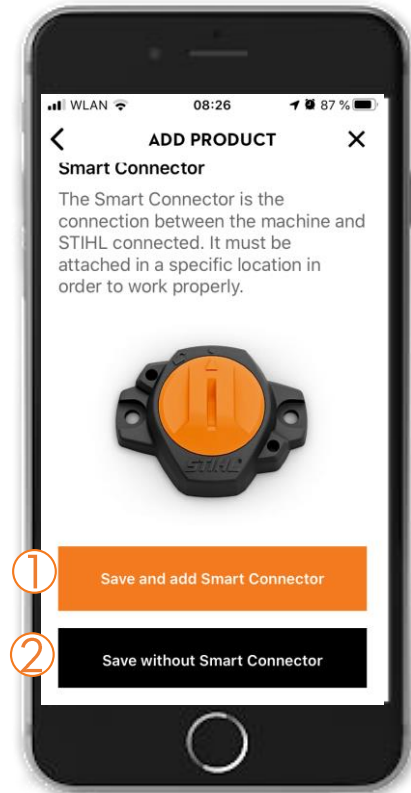 WLAN 08:26 87 %
ADD PRODUCT
Smart Connector
The Smart Connector is the
connection between the machine and
STIHL connected. It must be
attached in a specific location in
order to work properly.
STIHL
1 Save and add Smart Connector
2 Save without Smart Connector